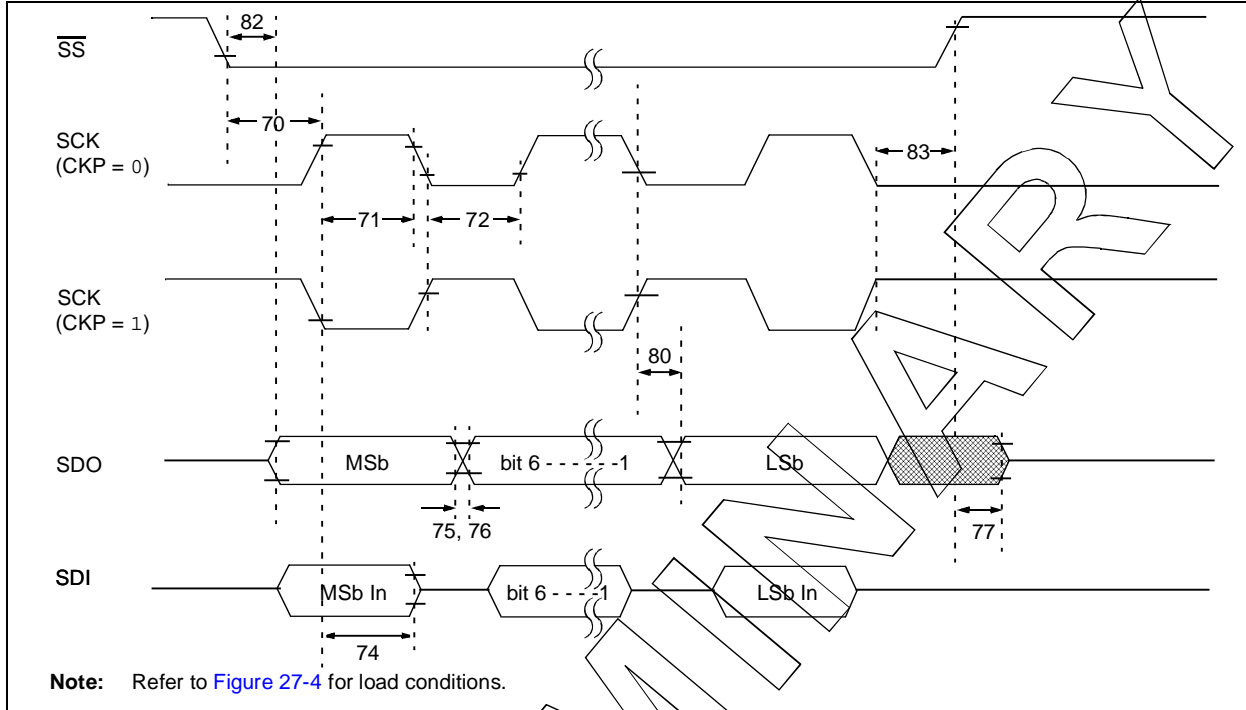 82
SS
70
SCK
(CKP = 0)
83
71
72
SCK
(CKP = 1)
80
SDO
MSb
bit 6 - - - - - -1
LSb
75, 76
77
SDI
MSb In
bit 6 - - - -1
LSb In
74
Note: Refer to Figure 27-4 for load conditions.
MINARY